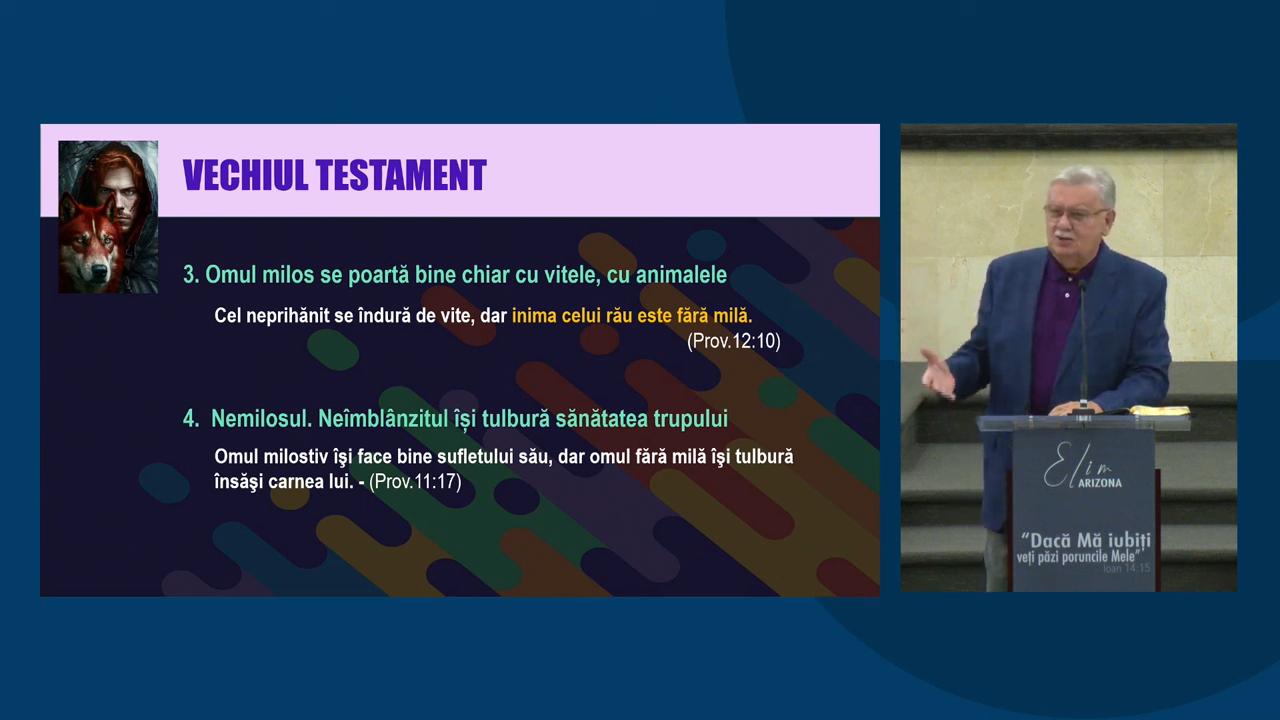 VECHIUL TESTAMENT
3. Omul milos se poartă bine chiar cu vitele, cu animalele
Cel neprihănit se îndură de vite, dar inima celui rău este fără milă.
(Prov.12:10)
4. Nemilosul. Neîmblânzitul își tulbură sănătatea trupului
Omul milostiv îşi face bine sufletului său, dar omul fără milă îşi tulbură
însăşi carnea lui. - (Prov.11:17)
Elim
ARIZONA
“Dacă Mă iubiți
veți păzi poruncile Mele”
Ioan 14:15